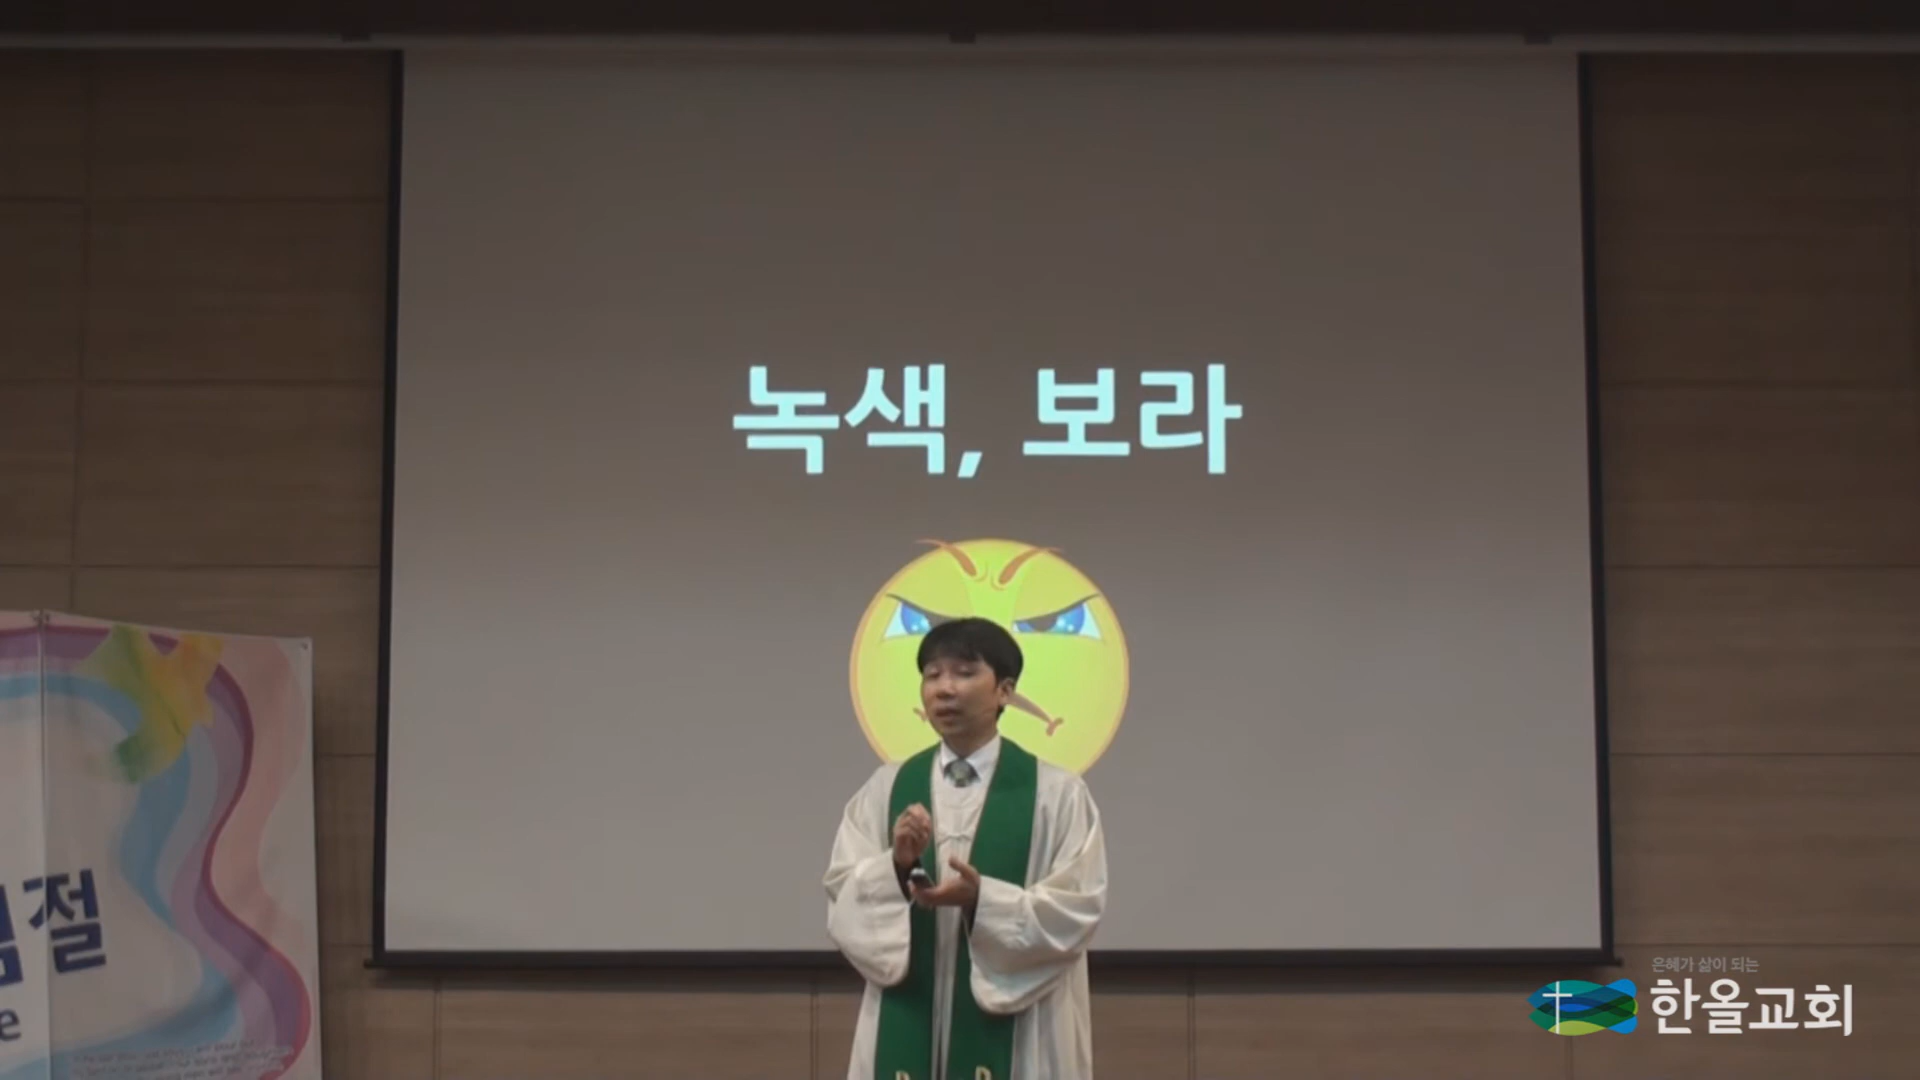 녹색, 보라
절
e
은혜가 삶이 되는
한올교회